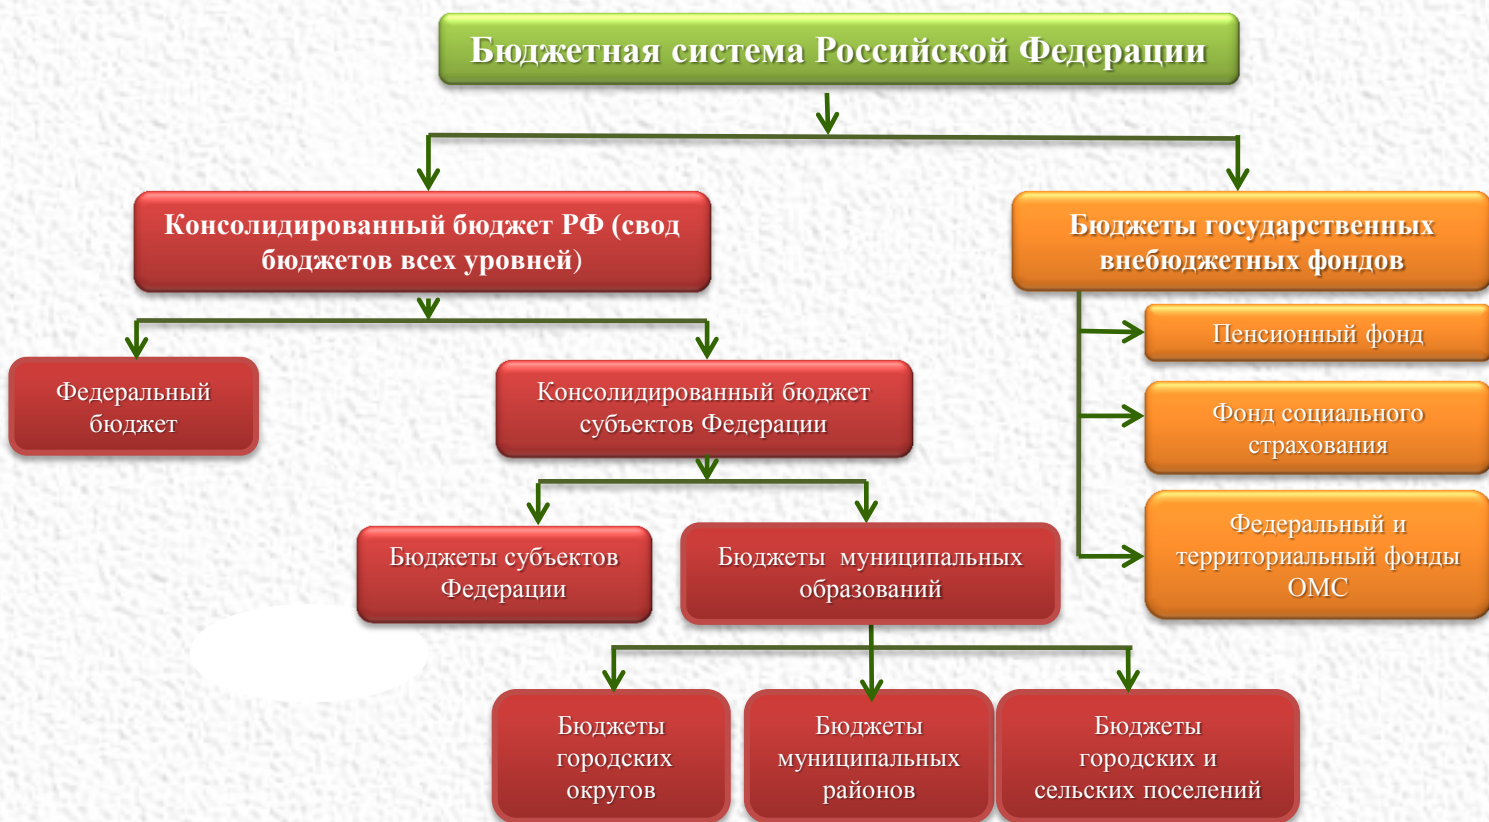 Бюджетная система Российской Федерации
Консолидированный бюджет РФ (свод
бюджетов всех уровней)
Бюджеты государственных
внебюджетных фондов
Пенсионный фонд
Федеральный
бюджет
Консолидированный бюджет
субъектов Федерации
Фонд социального
страхования
Бюджеты субъектов
Федерации
Бюджеты  муниципальных
образований
Федеральный и
территориальный фонды
ОМС
Бюджеты
городских
округов
Бюджеты
муниципальных
районов
Бюджеты
городских и
сельских поселений